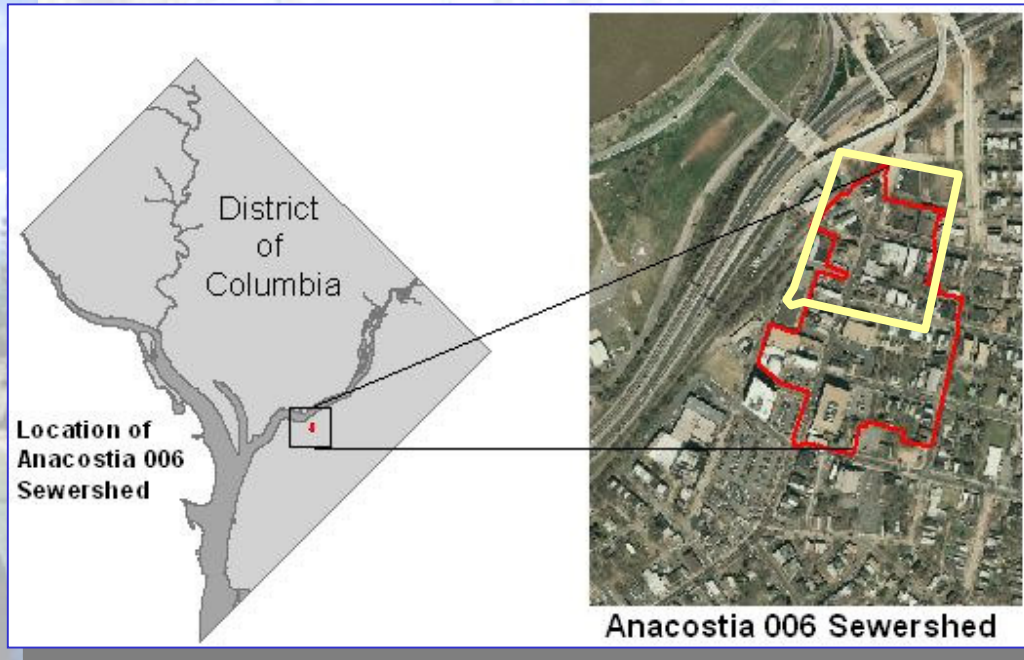 District
of
Columbia
Location of
Anacostia 006
Sewershed
Anacostia 006 Sewershed